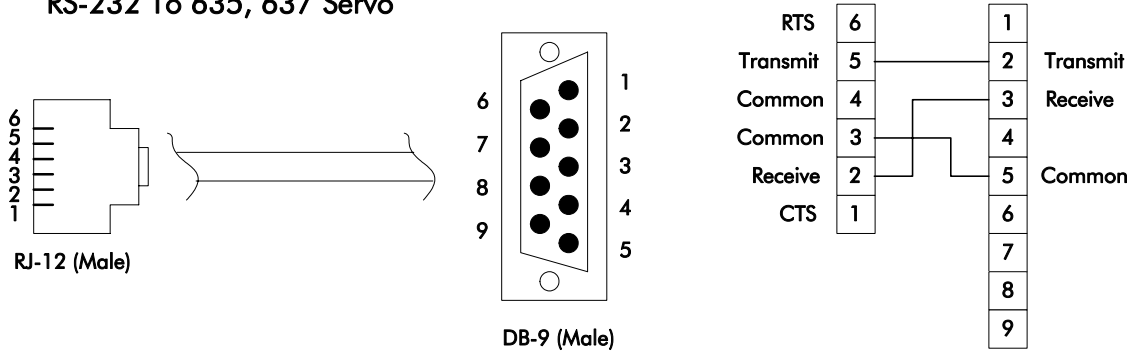 RS-232 To 635, 637 Servo
6
5
4
3
2
1
RJ-12 (Male)
6
7
8
9
1
2
3
4
5
DB-9 (Male)
RTS 6
Transmit 5
Common 4
Common 3
Receive 2
CTS 1
1
2 Transmit
3 Receive
4
5 Common
6
7
8
9